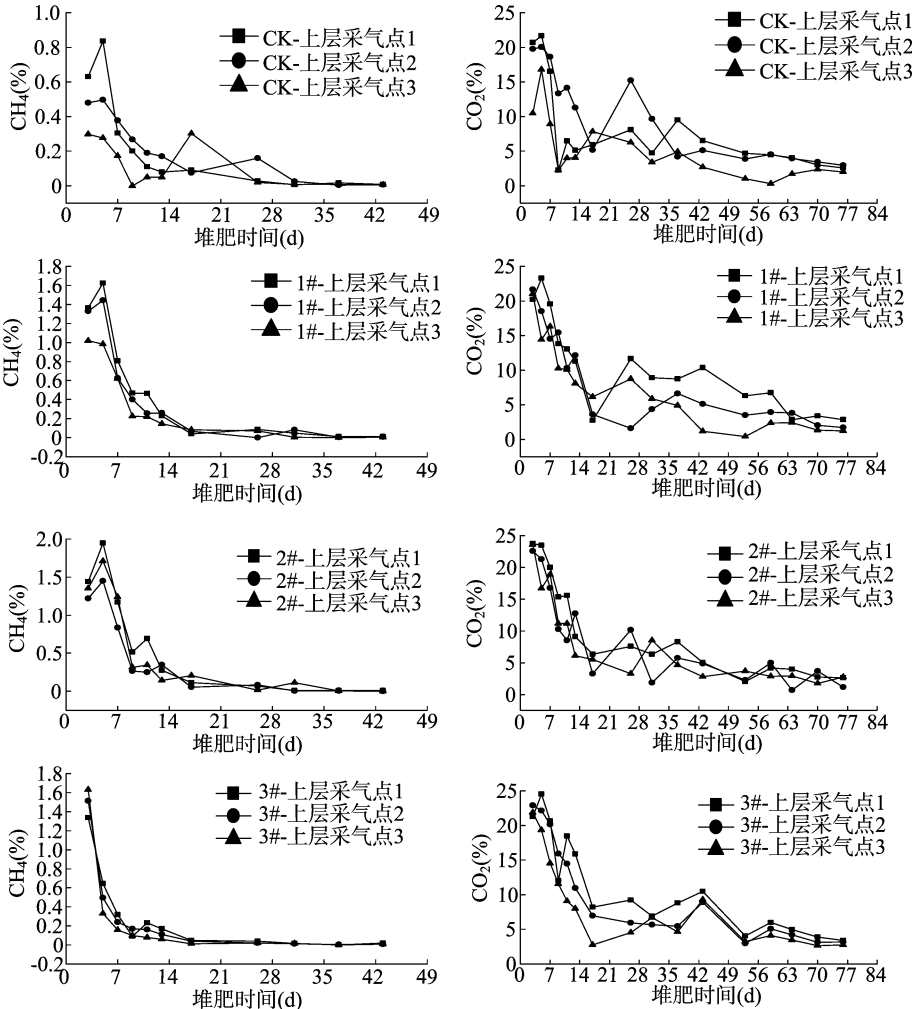 CH₄(%)
1.0
0.8
0.6
0.4
0.2
0
CK-上层采气点1
CK-上层采气点2
CK-上层采气点3
0 7 14 21 28 35 42 49
堆肥时间(d)
CO₂(%)
25
20
15
10
5
0
CK-上层采气点1
CK-上层采气点2
CK-上层采气点3
0 7 14 21 28 35 42 49 56 63 70 77 84
堆肥时间(d)
CH₄(%)
1.8
1.6
1.4
1.2
1.0
0.8
0.6
0.4
0.2
0
-0.2
1#-上层采气点1
1#-上层采气点2
1#-上层采气点3
0 7 14 21 28 35 42 49
堆肥时间(d)
CO₂(%)
25
20
15
10
5
0
1#-上层采气点1
1#-上层采气点2
1#-上层采气点3
0 7 14 21 28 35 42 49 56 63 70 77 84
堆肥时间(d)
CH₄(%)
2.0
1.5
1.0
0.5
0
2#-上层采气点1
2#-上层采气点2
2#-上层采气点3
0 7 14 21 28 35 42 49
堆肥时间(d)
CO₂(%)
25
20
15
10
5
0
2#-上层采气点1
2#-上层采气点2
2#-上层采气点3
0 7 14 21 28 35 42 49 56 63 70 77 84
堆肥时间(d)
CH₄(%)
1.8
1.6
1.4
1.2
1.0
0.8
0.6
0.4
0.2
0
-0.2
3#-上层采气点1
3#-上层采气点2
3#-上层采气点3
0 7 14 21 28 35 42 49
堆肥时间(d)
CO₂(%)
25
20
15
10
5
0
3#-上层采气点1
3#-上层采气点2
3#-上层采气点3
0 7 14 21 28 35 42 49 56 63 70 77 84
堆肥时间(d)